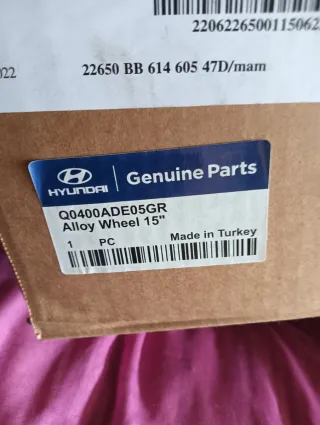 2206226500115062
022
22650 BB 614 605 47D/mam
HYUNDAI
Genuine Parts
Q0400ADE05GR
Alloy Wheel 15"
1 PC Made in Turkey